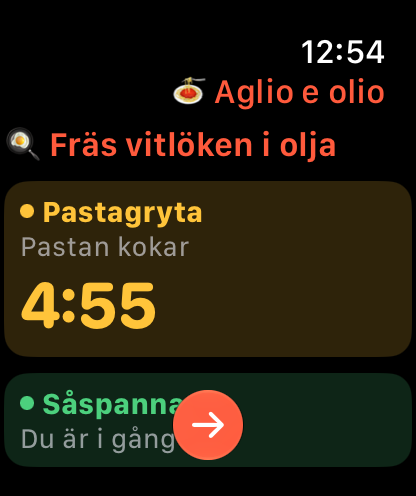 12:54
Aglio e olio
Fräs vitlöken i olja
Pastagryta
Pastan kokar
4:55
Såspanna
Du är i gång